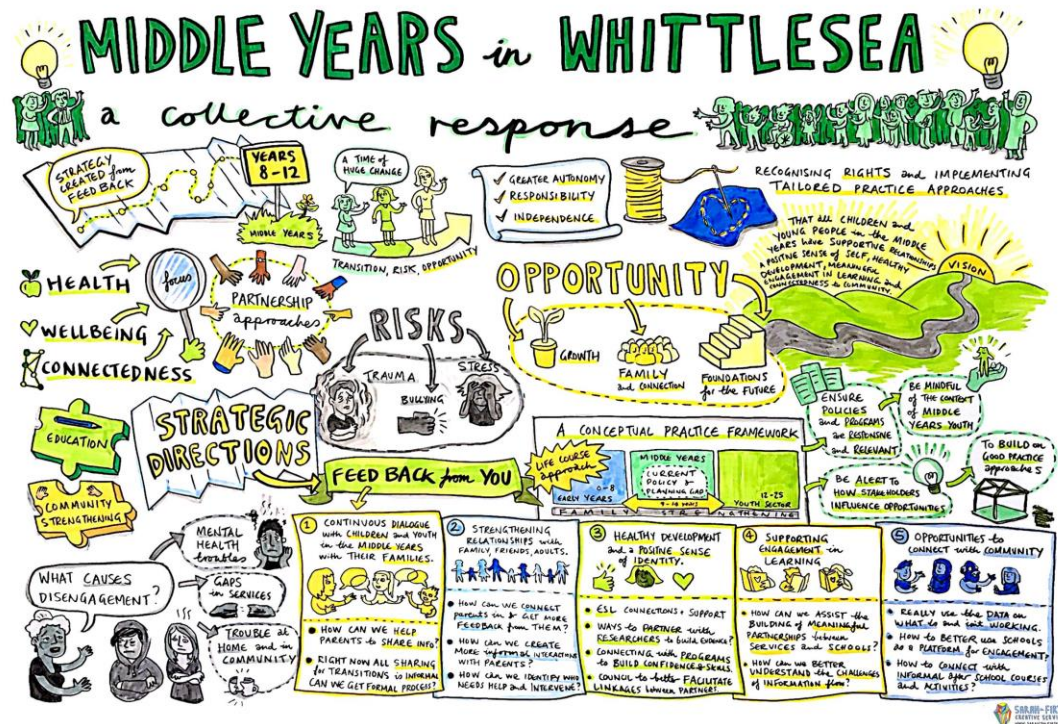 MIDDLE YEARS in WHITTLESEA
a collective response
STRATEGY
CREATED from
FEED BACK
YEARS
8-12
MIDDLE YEARS
A TIME OF
HUGE CHANGE
TRANSITION, RISK, OPPORTUNITY
✓ GREATER AUTONOMY
✓ RESPONSIBILITY
✓ INDEPENDENCE
RECOGNISING RIGHTS and IMPLEMENTING
TAILORED PRACTICE APPROACHES
THAT all CHILDREN and
YOUNG PEOPLE in the MIDDLE
YEARS have SUPPORTIVE RELATIONSHIPS
A POSITIVE SENSE of SELF, HEALTHY
DEVELOPMENT, MEANINGFUL
ENGAGEMENT in LEARNING and
CONNECTEDNESS to COMMUNITY.
VISION
HEALTH
WELLBEING
CONNECTEDNESS
focus
PARTNERSHIP
approaches
RISKS
TRAUMA
BULLYING
STRESS
OPPORTUNITY
GROWTH
FAMILY
and CONNECTION
FOUNDATIONS
for the FUTURE
ENSURE
POLICIES
and PROGRAMS
are RESPONSIVE
and RELEVANT
BE MINDFUL
of the CONTEXT
of MIDDLE
YEARS YOUTH
BE ALERT to
HOW STAKEHOLDERS
INFLUENCE OPPORTUNITIES
TO BUILD on
GOOD PRACTICE
approaches
EDUCATION
COMMUNITY
STRENGTHENING
STRATEGIC
DIRECTIONS
FEED BACK from YOU
A CONCEPTUAL PRACTICE FRAMEWORK
LIFE COURSE
approach
0-8
EARLY YEARS
MIDDLE YEARS
CURRENT
POLICY &
PLANNING GAP
12-25
YOUTH SECTOR
FAMILY STRENGTHENING
WHAT CAUSES
DISENGAGEMENT?
MENTAL
HEALTH
troubles
GAPS
in SERVICES
TROUBLE at
HOME and in
COMMUNITY
1 CONTINUOUS DIALOGUE
with CHILDREN and YOUTH
in the MIDDLE YEARS
WITH THEIR FAMILIES.
• HOW CAN WE HELP
PARENTS to SHARE INFO?
• RIGHT NOW ALL SHARING
for TRANSITIONS is INFORMAL
CAN WE GET FORMAL PROCESS?
2 STRENGTHENING
RELATIONSHIPS with
FAMILY, FRIENDS, ADULTS.
• HOW CAN WE CONNECT
parents in & GET MORE
FEEDBACK from THEM?
• HOW CAN WE CREATE
MORE informal INTERACTIONS
WITH PARENTS?
• HOW CAN WE IDENTIFY WHO
NEEDS HELP and INTERVENE?
3 HEALTHY DEVELOPMENT
and a POSITIVE SENSE
of IDENTITY.
• ESL CONNECTIONS + SUPPORT
• WAYS to PARTNER with
RESEARCHERS to build EVIDENCE?
• CONNECTING with PROGRAMS
to BUILD CONFIDENCE & SKILLS
• COUNCIL to better FACILITATE
LINKAGES between PARTNERS
4 SUPPORTING
ENGAGEMENT in
LEARNING
• HOW CAN WE ASSIST the
BUILDING of MEANINGFUL
PARTNERSHIPS between
SERVICES and SCHOOLS?
• HOW can WE BETTER
UNDERSTAND the CHALLENGES
of INFORMATION flow?
5 OPPORTUNITIES to
CONNECT with COMMUNITY
• REALLY use the DATA on
WHAT is and isn't WORKING.
• HOW to BETTER use SCHOOLS
as a PLATFORM for ENGAGEMENT?
• HOW to CONNECT with
INFORMAL after SCHOOL COURSES
and ACTIVITIES?